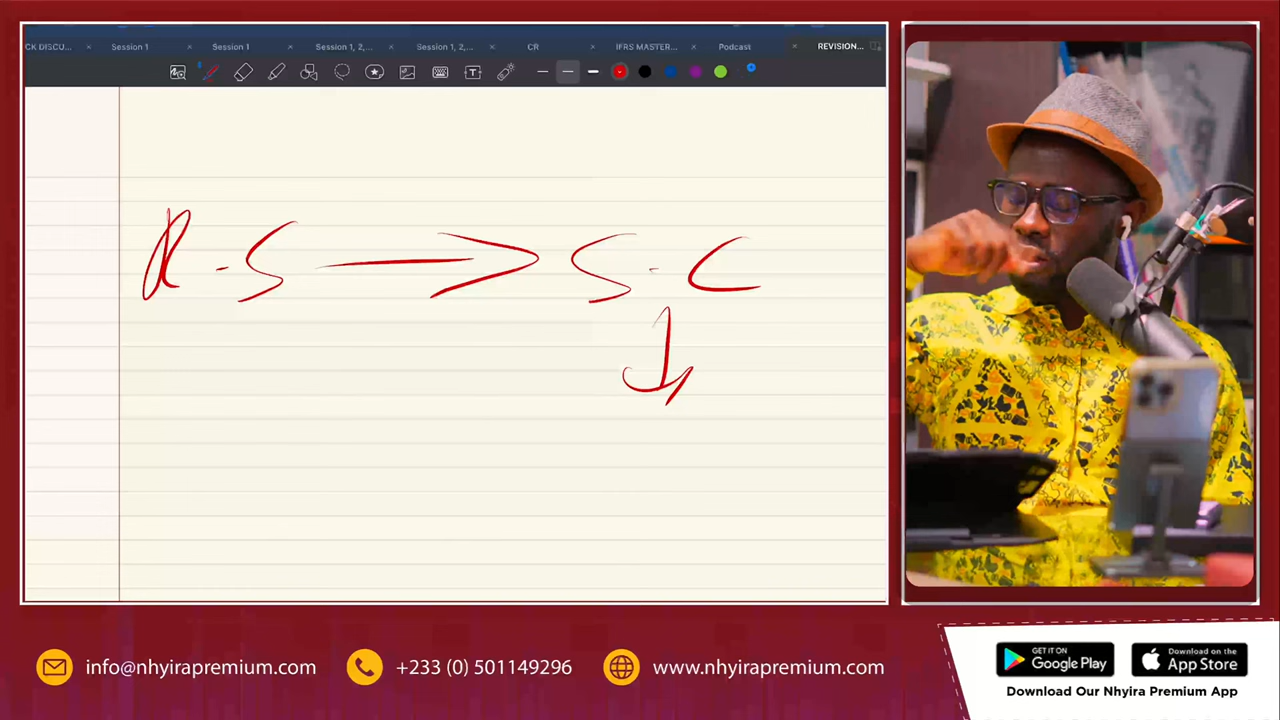 CK DISCU... Session 1 Session 1 Session 1, 2,... Session 1, 2,... CR IFRS MASTER... Podcast REVISION...
R.S → S.C
↓
info@nhyirapremium.com +233 (0) 501149296 www.nhyirapremium.com
GET IT ON Google Play Download on the App Store
Download Our Nhyira Premium App